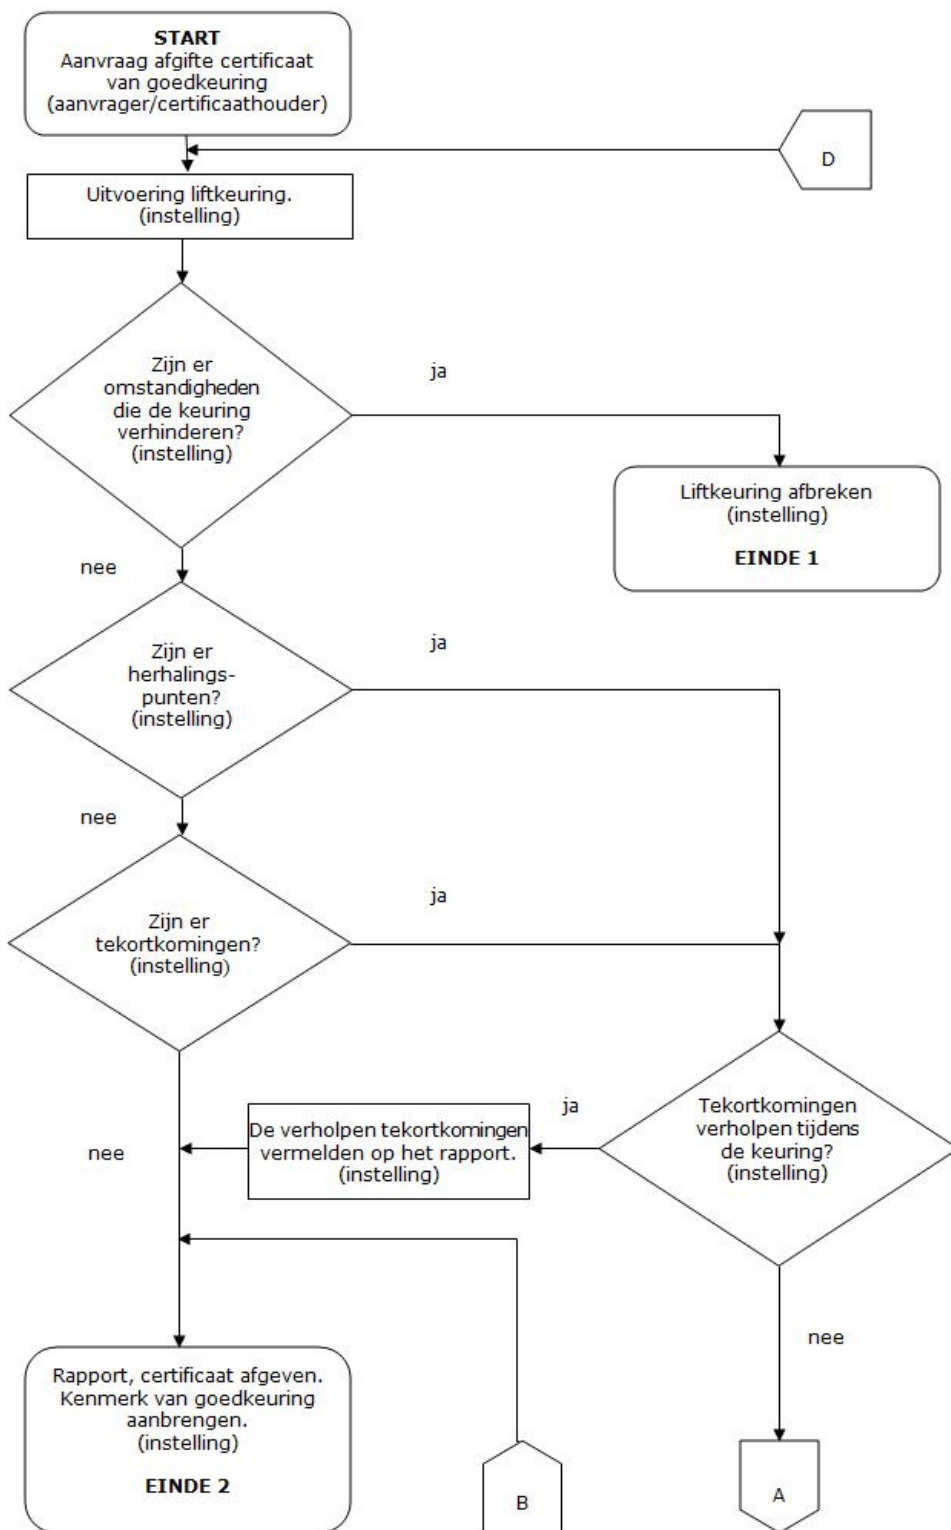 START
Aanvraag afgifte certificaat
van goedkeuring
(aanvrager/certificaathouder)
D
Uitvoering liftkeuring.
(instelling)
Zijn er
omstandigheden
die de keuring
verhinderen?
(instelling)
ja
Liftkeuring afbreken
(instelling)
EINDE 1
nee
Zijn er
herhalings-
punten?
(instelling)
ja
nee
Zijn er
tekortkomingen?
(instelling)
ja
Tekortkomingen
verholpen tijdens
de keuring?
(instelling)
ja
De verholpen tekortkomingen
vermelden op het rapport.
(instelling)
nee
nee
Rapport, certificaat afgeven.
Kenmerk van goedkeuring
aanbrengen.
(instelling)
EINDE 2
B
A